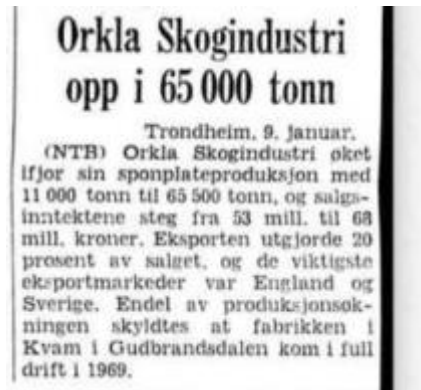 Orkla Skogindustri
opp i 65 000 tonn
Trondheim, 9. januar.
(NTB) Orkla Skogindustri øket
ifjor sin sponplateproduksjon med
11 000 tonn til 65 500 tonn, og salgs-
inntektene steg fra 53 mill. til 68
mill. kroner. Eksporten utgjorde 20
prosent av salget, og de viktigste
eksportmarkeder var England og
Sverige. Endel av produksjonsøk-
ningen skyldtes at fabrikken i
Kvam i Gudbrandsdalen kom i full
drift i 1969.